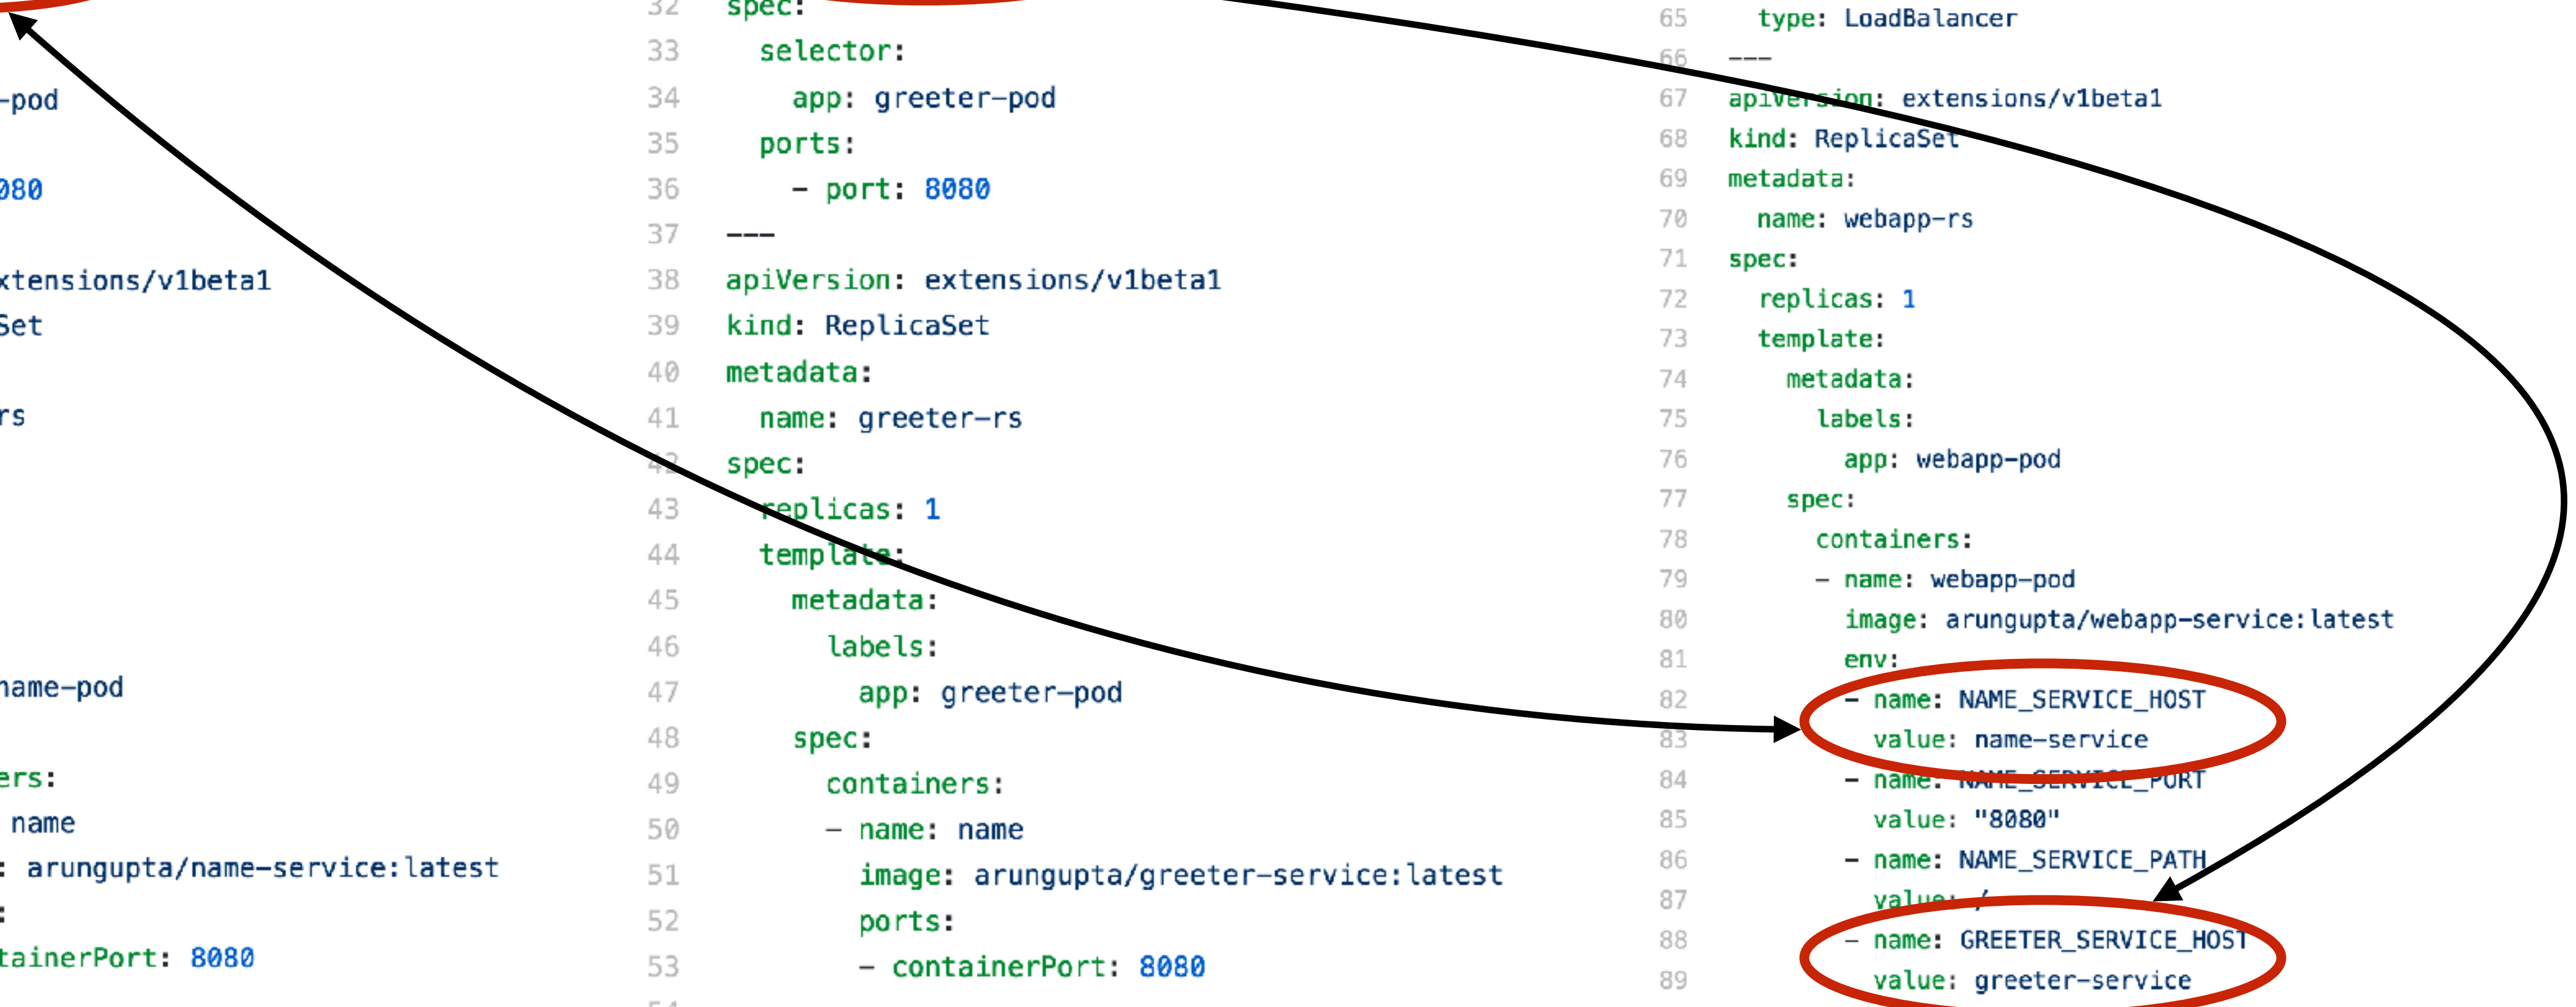 -pod
080
xtensions/v1beta1
Set
rs
name-pod
ers:
name
: arungupta/name-service:latest
:
tainerPort: 8080
32 spec:
33 selector:
34 app: greeter-pod
35 ports:
36 - port: 8080
37 ---
38 apiVersion: extensions/v1beta1
39 kind: ReplicaSet
40 metadata:
41 name: greeter-rs
42 spec:
43 replicas: 1
44 template:
45 metadata:
46 labels:
47 app: greeter-pod
48 spec:
49 containers:
50 - name: name
51 image: arungupta/greeter-service:latest
52 ports:
53 - containerPort: 8080
65 type: LoadBalancer
66 ---
67 apiVersion: extensions/v1beta1
68 kind: ReplicaSet
69 metadata:
70 name: webapp-rs
71 spec:
72 replicas: 1
73 template:
74 metadata:
75 labels:
76 app: webapp-pod
77 spec:
78 containers:
79 - name: webapp-pod
80 image: arungupta/webapp-service:latest
81 env:
82 - name: NAME_SERVICE_HOST
83 value: name-service
84 - name: NAME_SERVICE_PORT
85 value: "8080"
86 - name: NAME_SERVICE_PATH
87 value: /
88 - name: GREETER_SERVICE_HOST
89 value: greeter-service